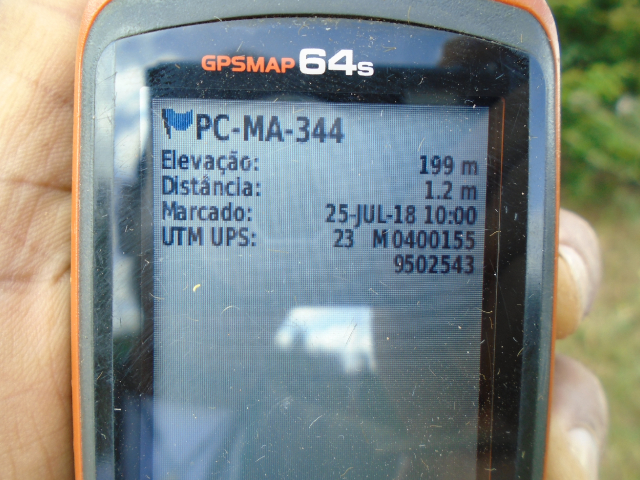 GPSMAP 64s
PC-MA-344
Elevação: 199 m
Distância: 1.2 m
Marcado: 25-JUL-18 10:00
UTM UPS: 23 M 0400155
9502543